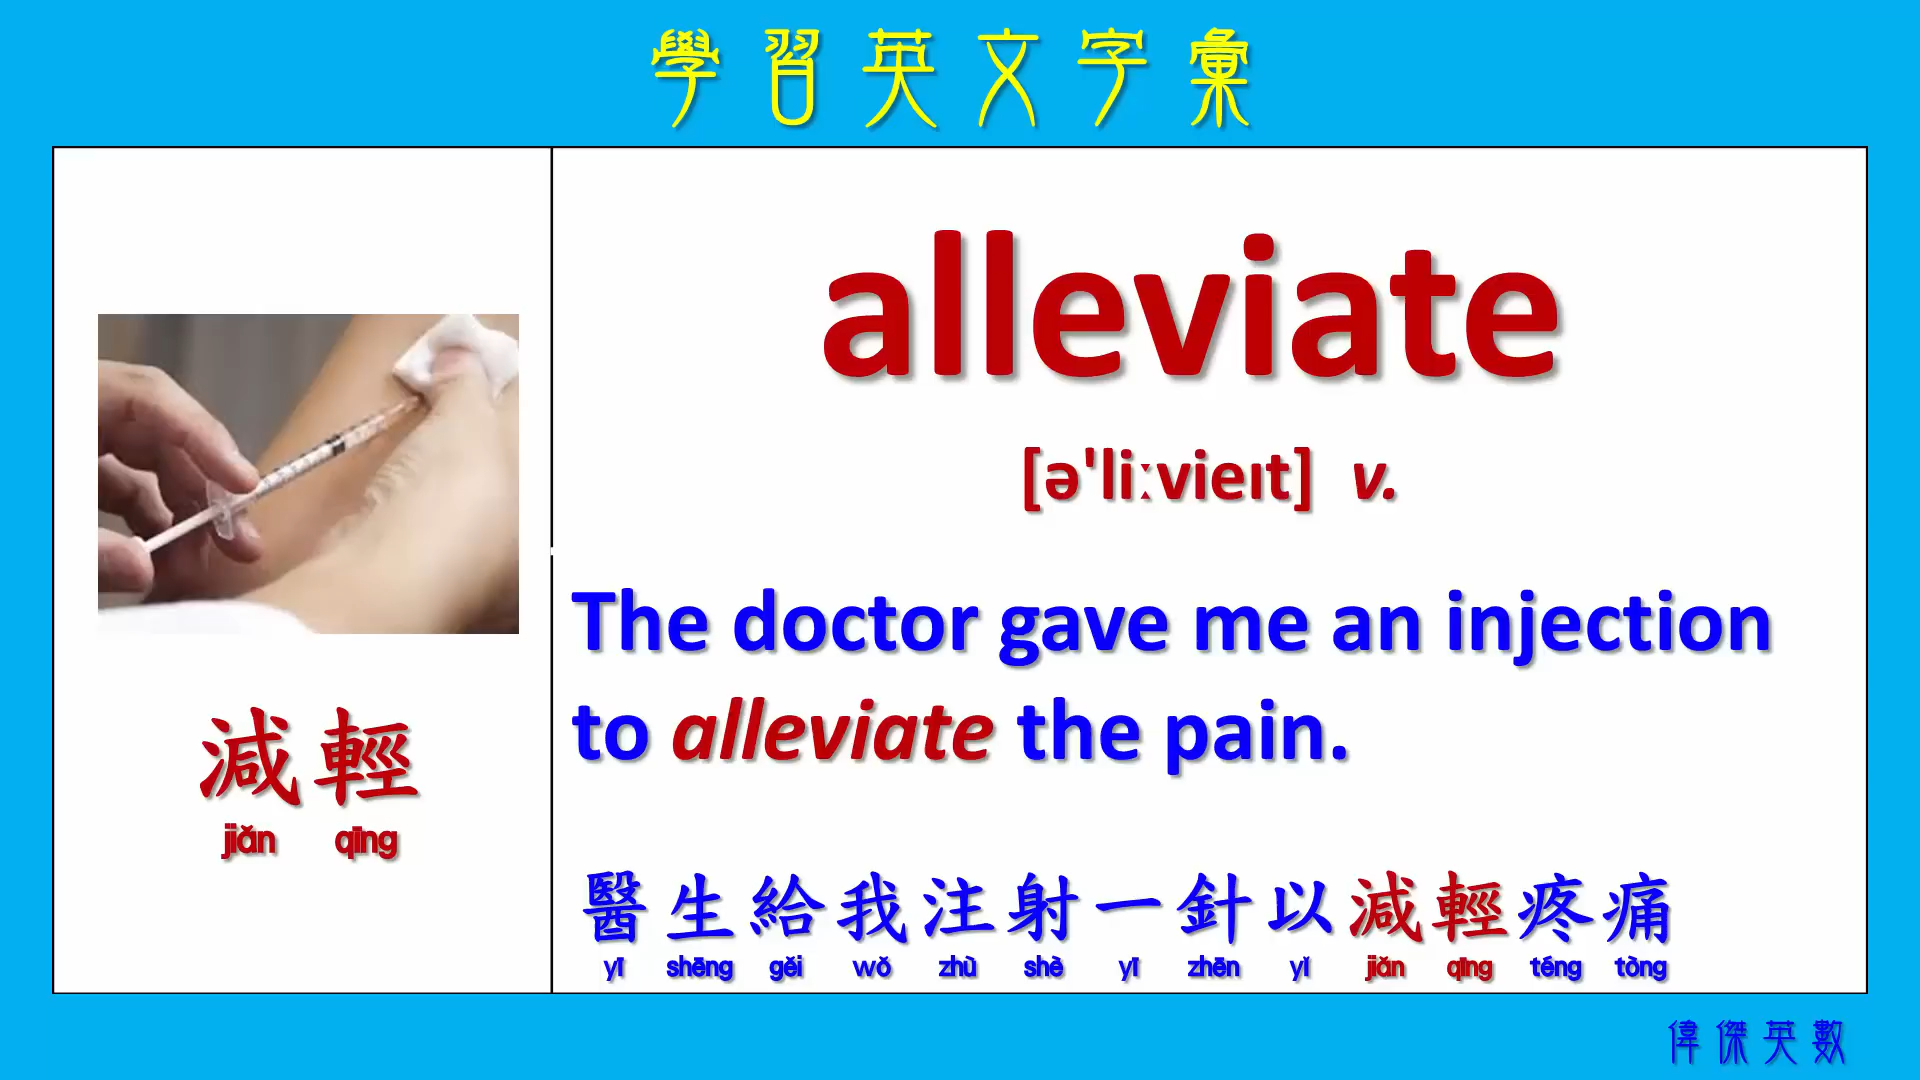 學習英文字彙
減輕
jiǎn qīng
alleviate
[ə'liːvieɪt] v.
The doctor gave me an injection
to alleviate the pain.
醫生給我注射一針以減輕疼痛
yī shēng gěi wǒ zhù shè yī zhēn yǐ jiǎn qīng téng tòng
偉傑英數